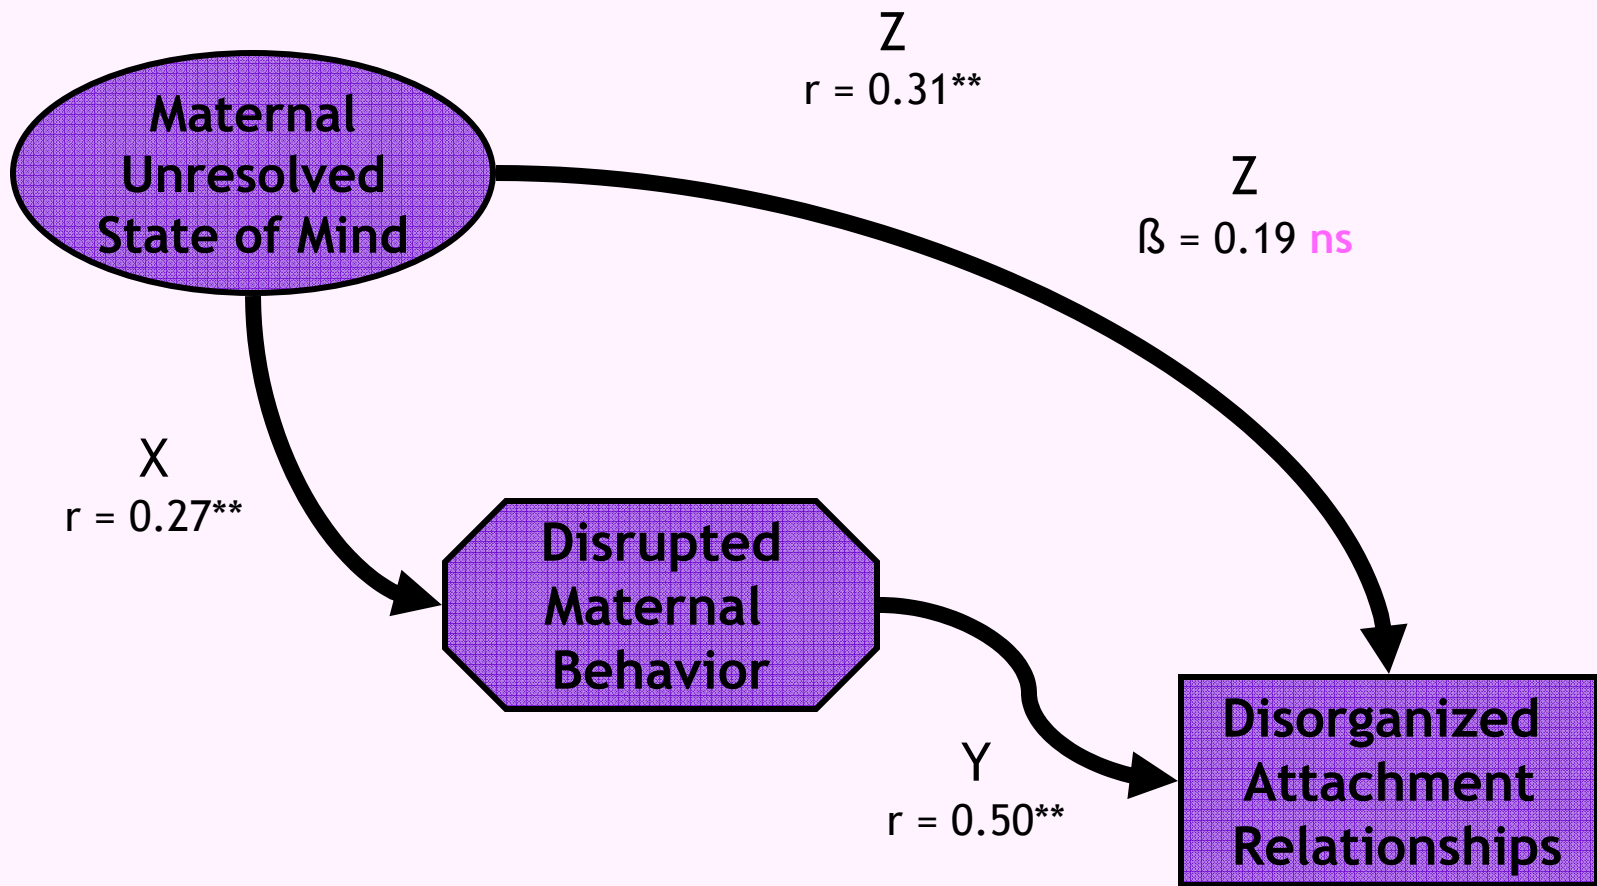 Z
r = 0.31**
Maternal
Unresolved
State of Mind
Z
ß = 0.19 ns
X
r = 0.27**
Disrupted
Maternal
Behavior
Y
r = 0.50**
Disorganized
Attachment
Relationships